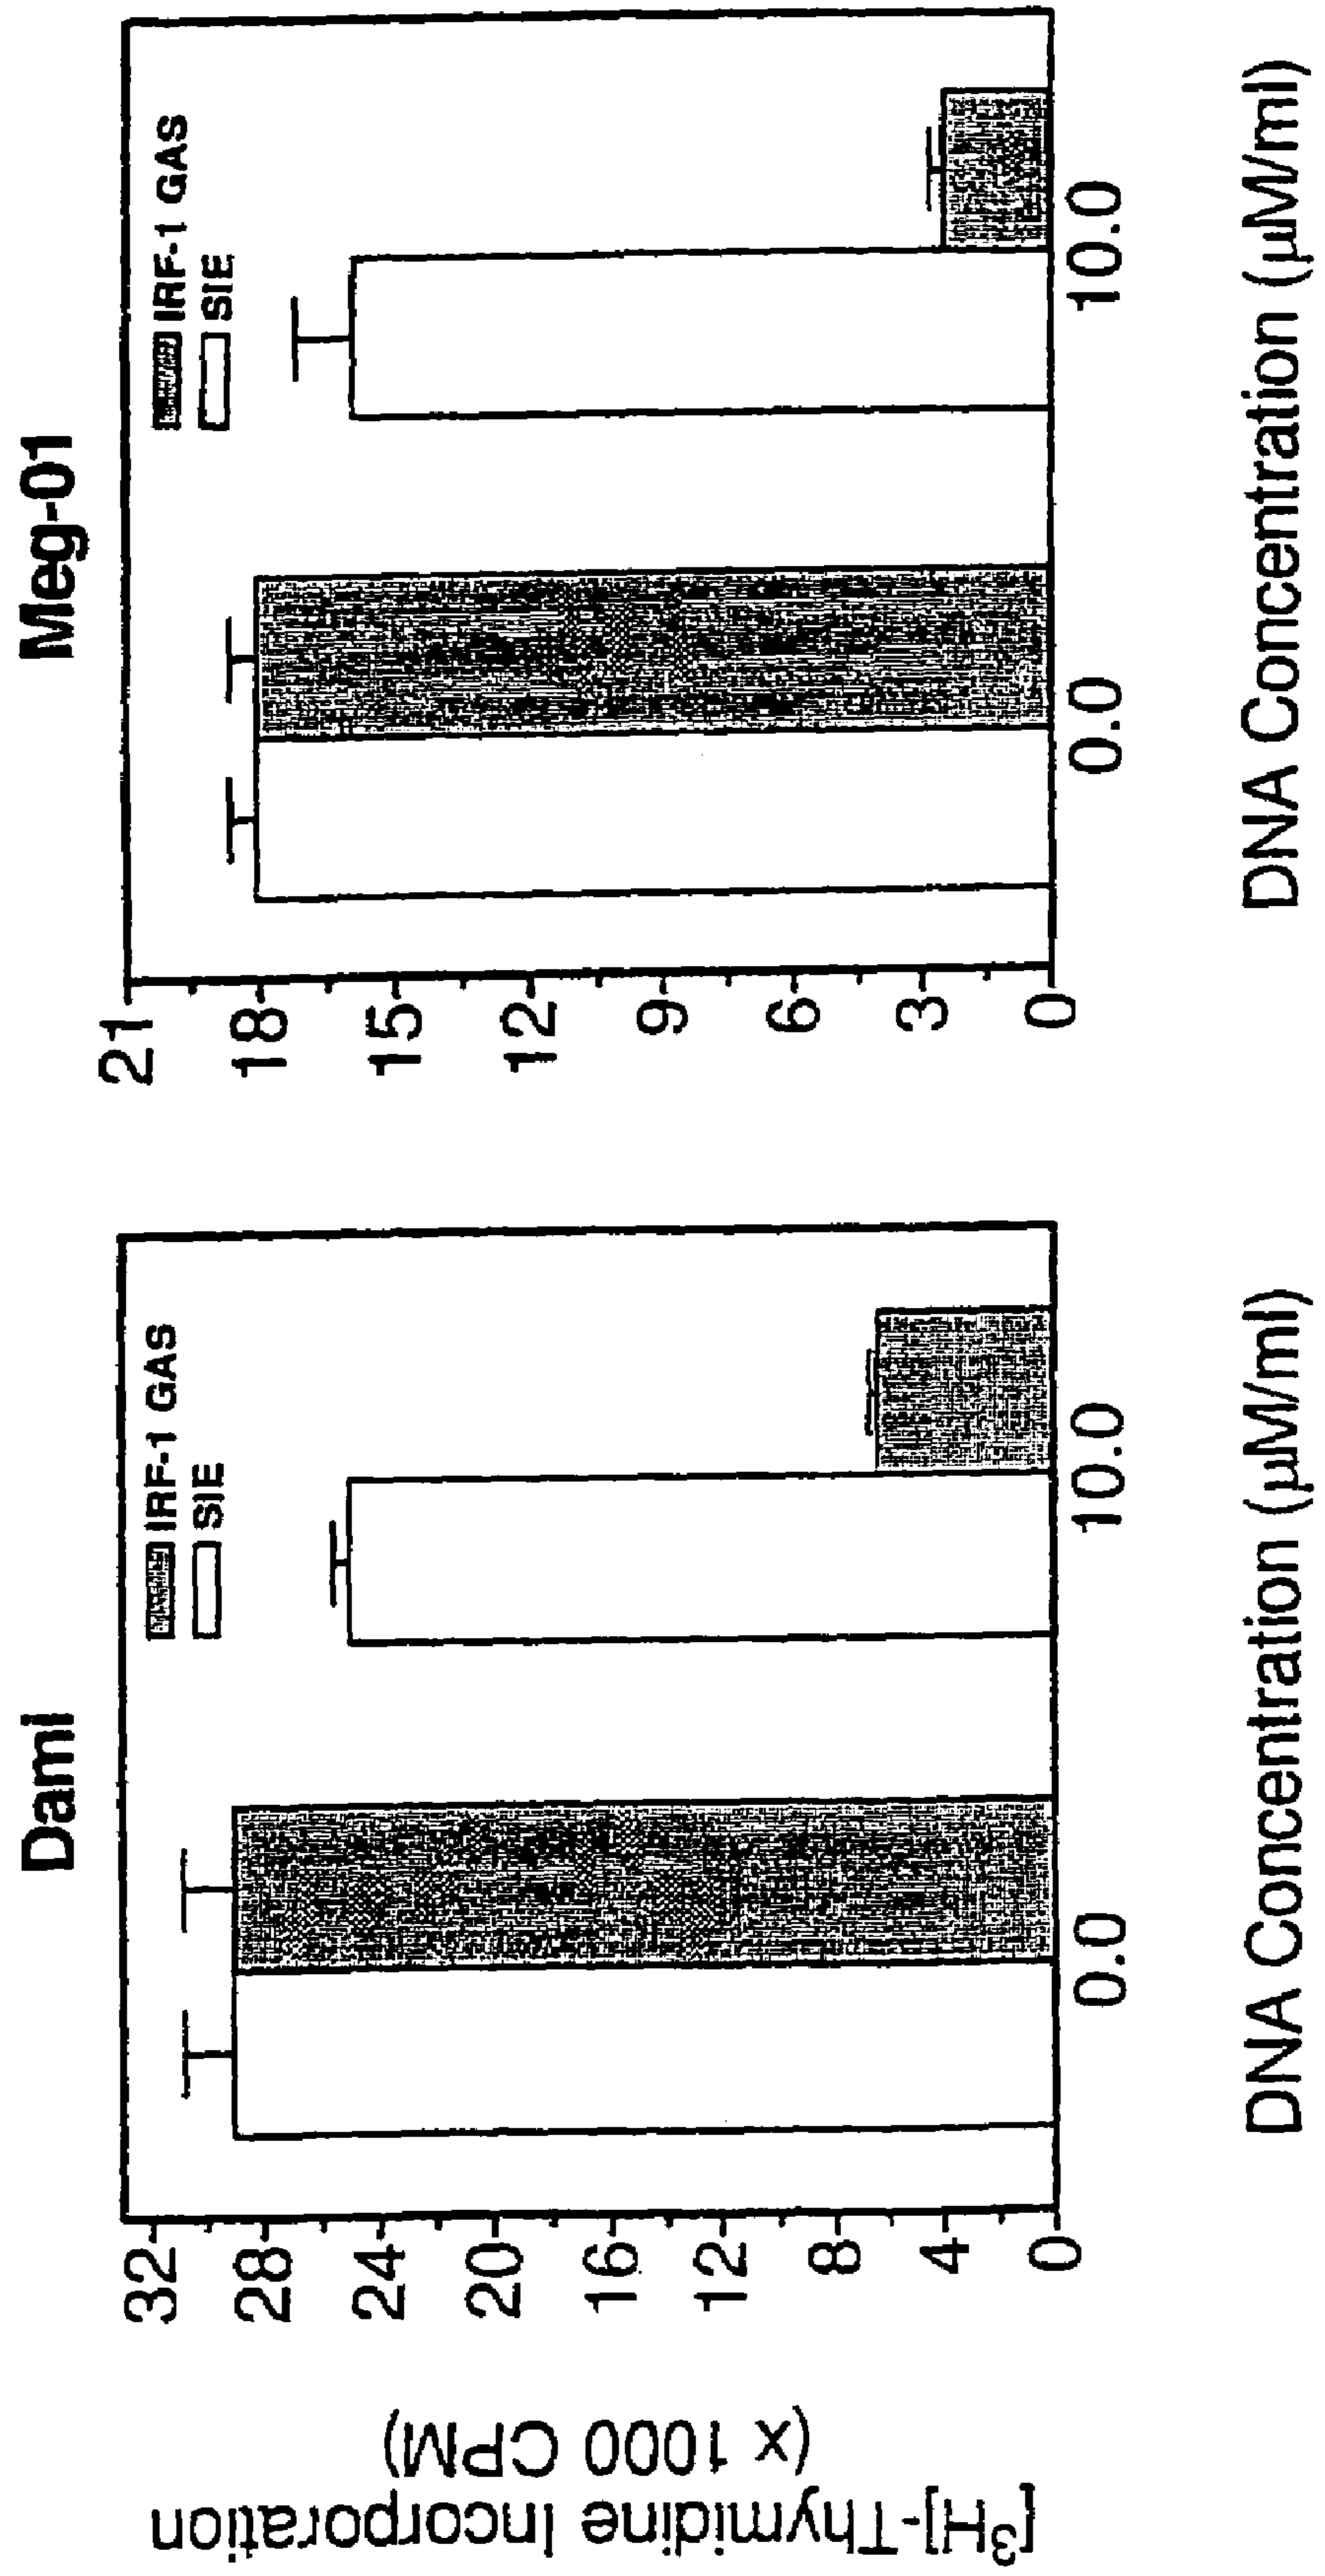 [³H]-Thymidine Incorporation
(x 1000 CPM)
Dami
IRF-1 GAS
SIE
32
28
24
20
16
12
8
4
0
0.0
10.0
DNA Concentration (µM/ml)
Meg-01
IRF-1 GAS
SIE
21
18
15
12
9
6
3
0
0.0
10.0
DNA Concentration (µM/ml)